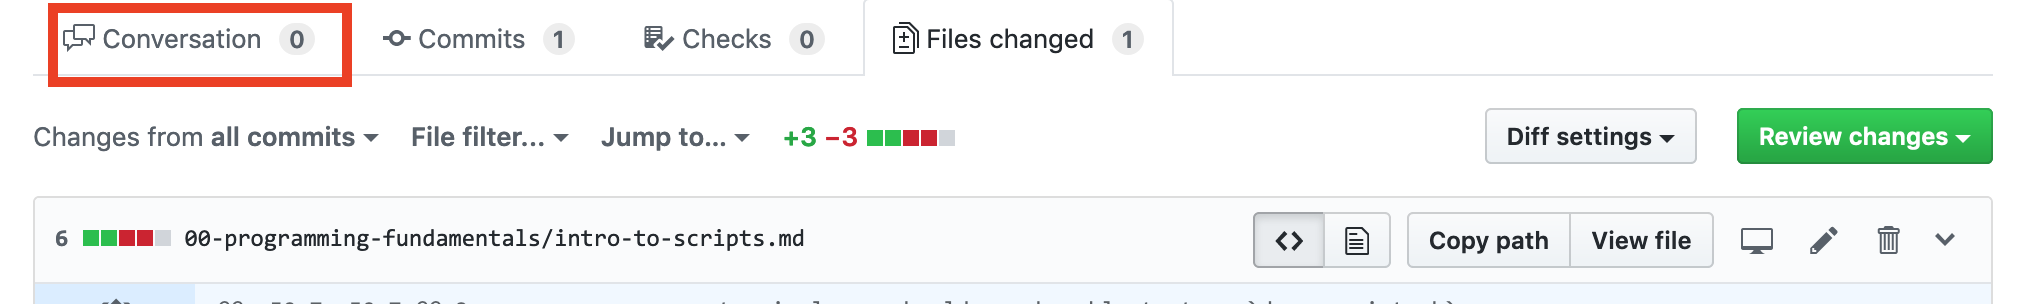 Conversation 0 Commits 1 Checks 0 Files changed 1
Changes from all commits File filter... Jump to... +3 −3 Diff settings Review changes
6 00-programming-fundamentals/intro-to-scripts.md <> Copy path View file